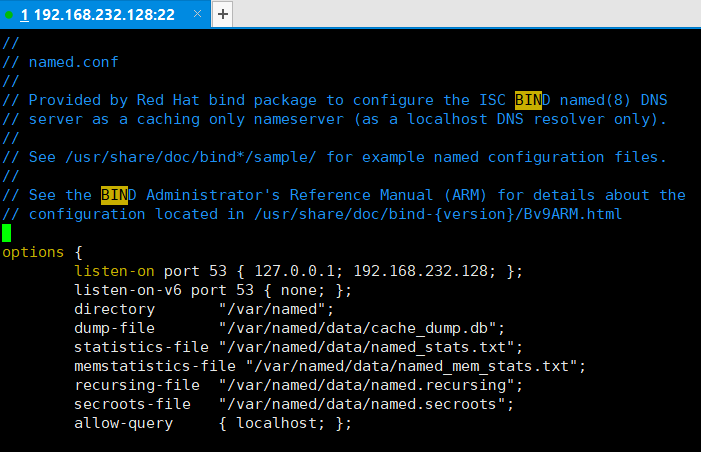 1 192.168.232.128:22 × +
//
// named.conf
//
// Provided by Red Hat bind package to configure the ISC BIND named(8) DNS
// server as a caching only nameserver (as a localhost DNS resolver only).
//
// See /usr/share/doc/bind*/sample/ for example named configuration files.
//
// See the BIND Administrator's Reference Manual (ARM) for details about the
// configuration located in /usr/share/doc/bind-{version}/Bv9ARM.html
options {
        listen-on port 53 { 127.0.0.1; 192.168.232.128; };
        listen-on-v6 port 53 { none; };
        directory       "/var/named";
        dump-file       "/var/named/data/cache_dump.db";
        statistics-file "/var/named/data/named_stats.txt";
        memstatistics-file "/var/named/data/named_mem_stats.txt";
        recursing-file  "/var/named/data/named.recursing";
        secroots-file   "/var/named/data/named.secroots";
        allow-query     { localhost; };